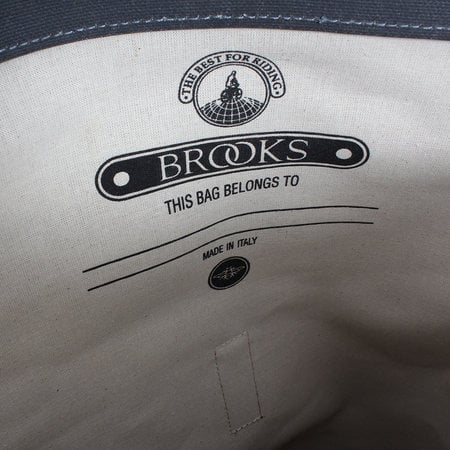 · THE BEST FOR RIDING ·
BROOKS
THIS BAG BELONGS TO
MADE IN ITALY